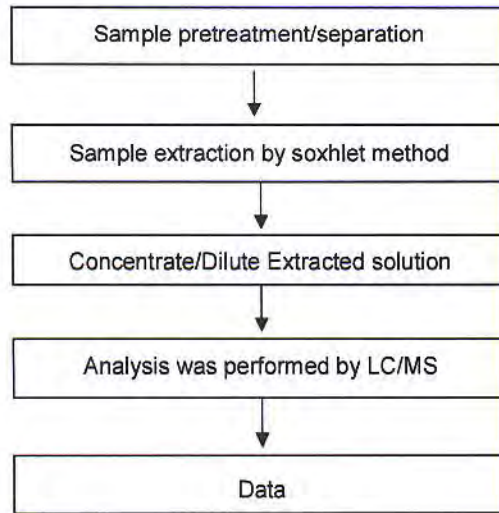 Sample pretreatment/separation
Sample extraction by soxhlet method
Concentrate/Dilute Extracted solution
Analysis was performed by LC/MS
Data